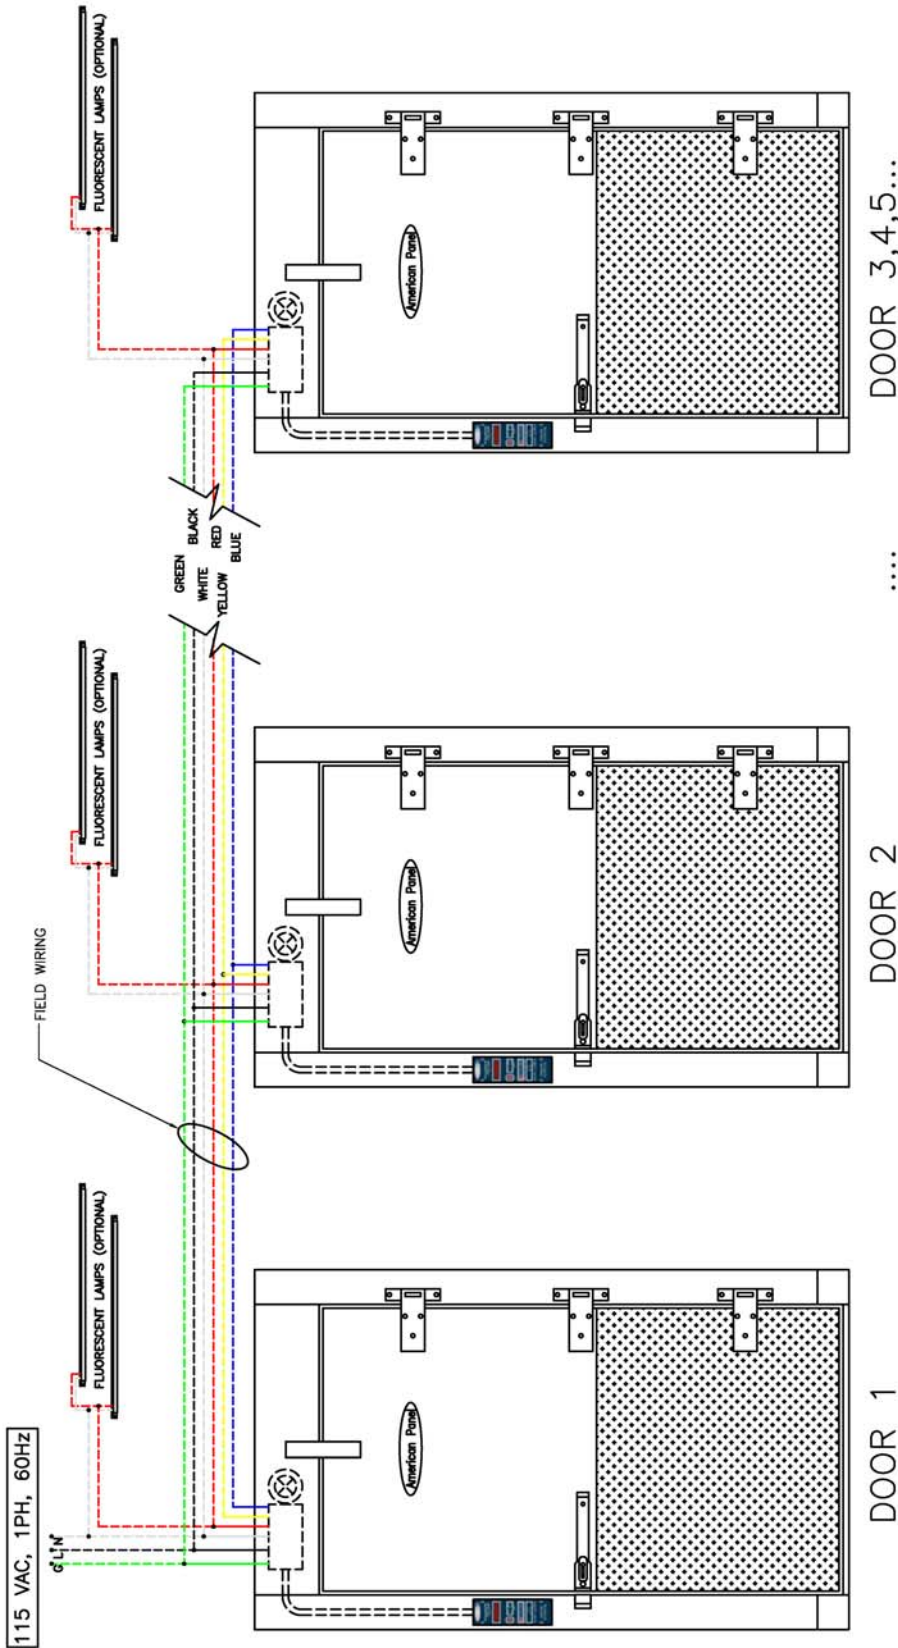 115 VAC, 1PH, 60Hz
G L N
FLUORESCENT LAMPS (OPTIONAL)
FLUORESCENT LAMPS (OPTIONAL)
FLUORESCENT LAMPS (OPTIONAL)
FIELD WIRING
GREEN
BLACK
WHITE
RED
YELLOW
BLUE
American Panel
American Panel
American Panel
DOOR 1
DOOR 2
....
DOOR 3,4,5...